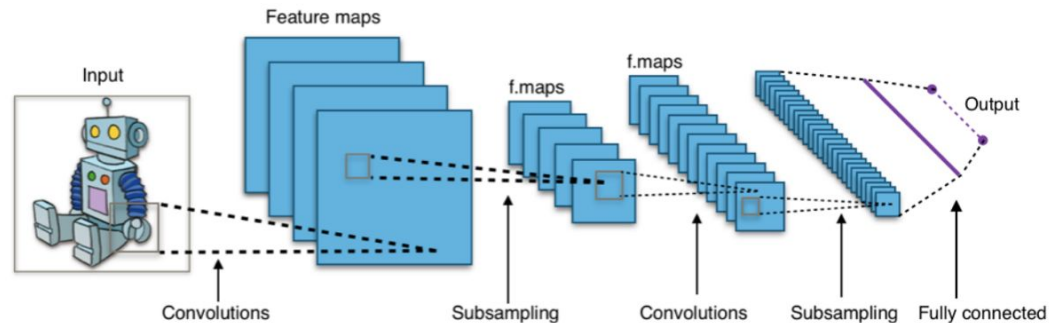 Feature maps
Input
f.maps
f.maps
Output
Convolutions
Subsampling
Convolutions
Subsampling
Fully connected